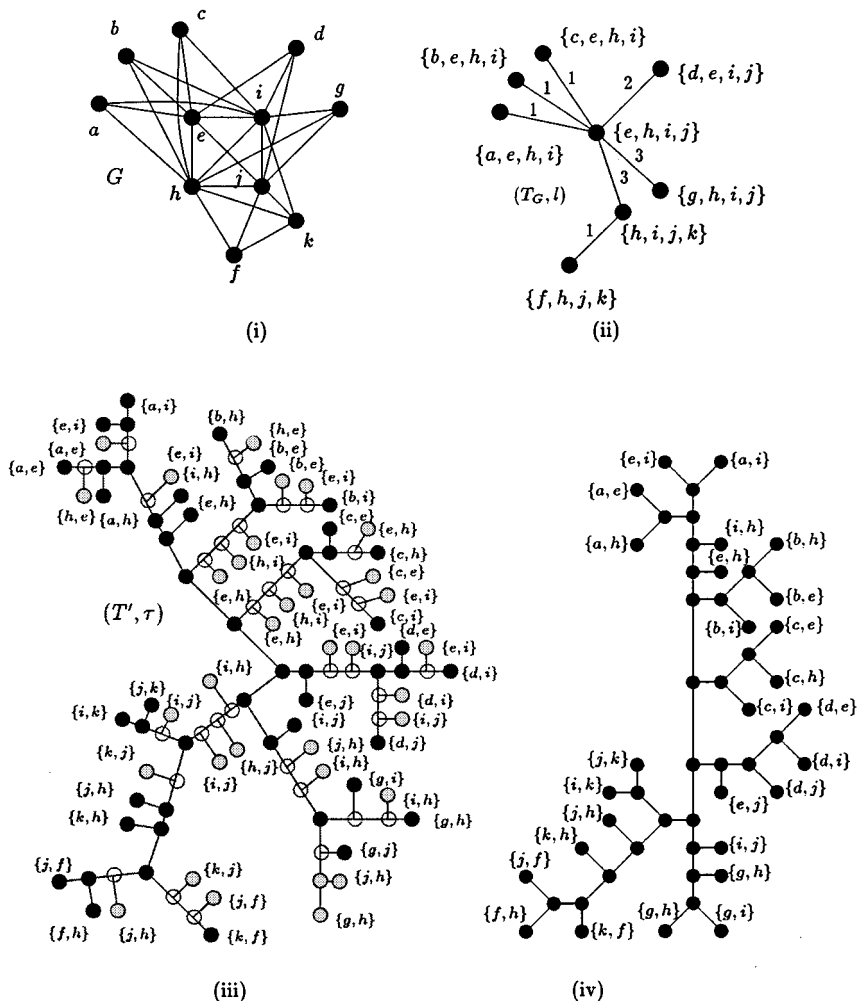 c
b
d
i
g
a
e
G
h
j
k
f
(i)
{c, e, h, i}
{b, e, h, i}
{d, e, i, j}
1
1
2
1
{e, h, i, j}
{a, e, h, i}
3
3
(T_G, l)
{g, h, i, j}
1
{h, i, j, k}
{f, h, j, k}
(ii)
{a, i}
{b, h}
{e, i}
{h, e}
{a, e}
{e, i}
{b, e}
{a, e}
{i, h}
{b, e}
{e, i}
{h, e}
{a, h}
{e, h}
{b, i}
{c, e}
{e, h}
{e, i}
{h, i}
{c, h}
{c, e}
{e, h}
{e, i}
{h, i}
{e, i}
(T', τ)
{e, h}
{c, i}
{e, i}
{d, e}
{i, h}
{i, j}
{e, i}
{d, i}
{j, k}
{i, j}
{e, j}
{d, i}
{i, k}
{i, j}
{i, j}
{k, j}
{j, h}
{d, j}
{i, j}
{h, j}
{i, h}
{j, h}
{g, i}
{i, h}
{k, h}
{g, h}
{g, j}
{j, f}
{k, j}
{j, h}
{j, f}
{f, h}
{j, h}
{k, f}
{g, h}
(iii)
{e, i}
{a, i}
{a, e}
{a, h}
{i, h}
{b, h}
{e, h}
{b, e}
{b, i}
{c, e}
{c, h}
{c, i}
{d, e}
{j, k}
{d, i}
{i, k}
{d, j}
{e, j}
{j, h}
{k, h}
{i, j}
{j, f}
{g, h}
{f, h}
{k, f}
{g, h}
{g, i}
(iv)